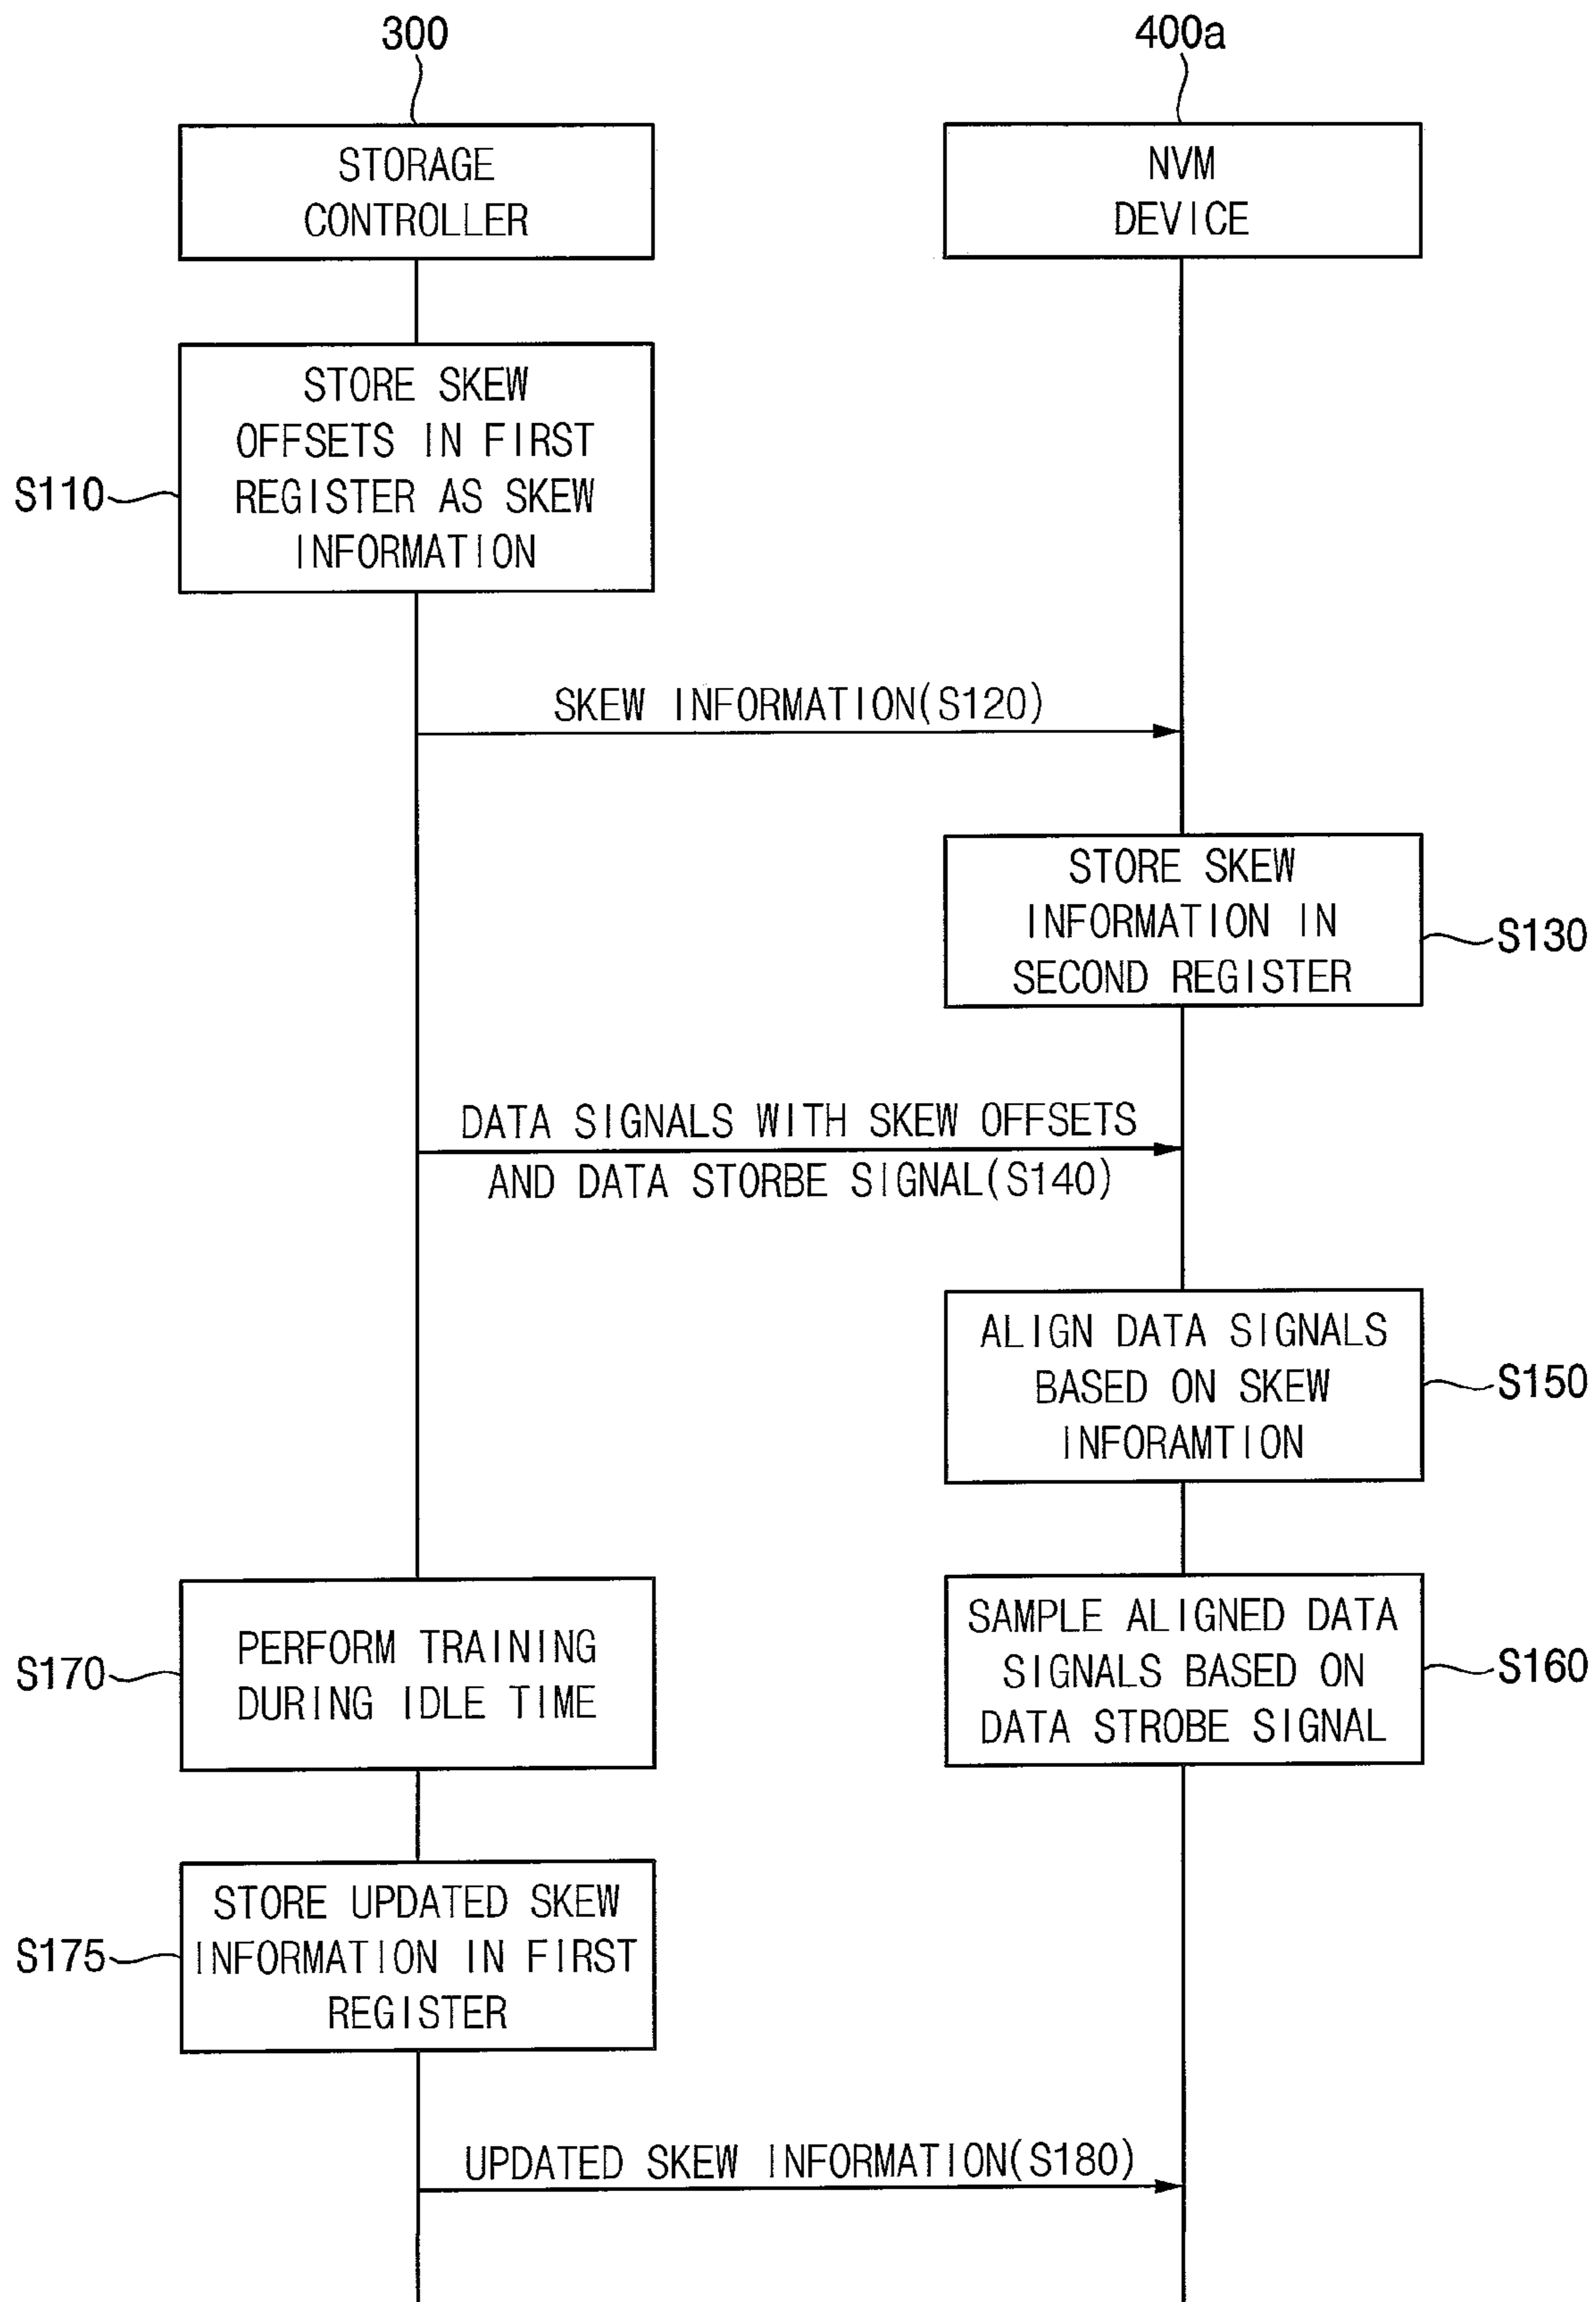 300
400a
STORAGE
CONTROLLER
NVM
DEVICE
STORE SKEW
OFFSETS IN FIRST
REGISTER AS SKEW
INFORMATION
S110
SKEW INFORMATION(S120)
STORE SKEW
INFORMATION IN
SECOND REGISTER
S130
DATA SIGNALS WITH SKEW OFFSETS
AND DATA STORBE SIGNAL(S140)
ALIGN DATA SIGNALS
BASED ON SKEW
INFORAMTION
S150
PERFORM TRAINING
DURING IDLE TIME
S170
SAMPLE ALIGNED DATA
SIGNALS BASED ON
DATA STROBE SIGNAL
S160
STORE UPDATED SKEW
INFORMATION IN FIRST
REGISTER
S175
UPDATED SKEW INFORMATION(S180)